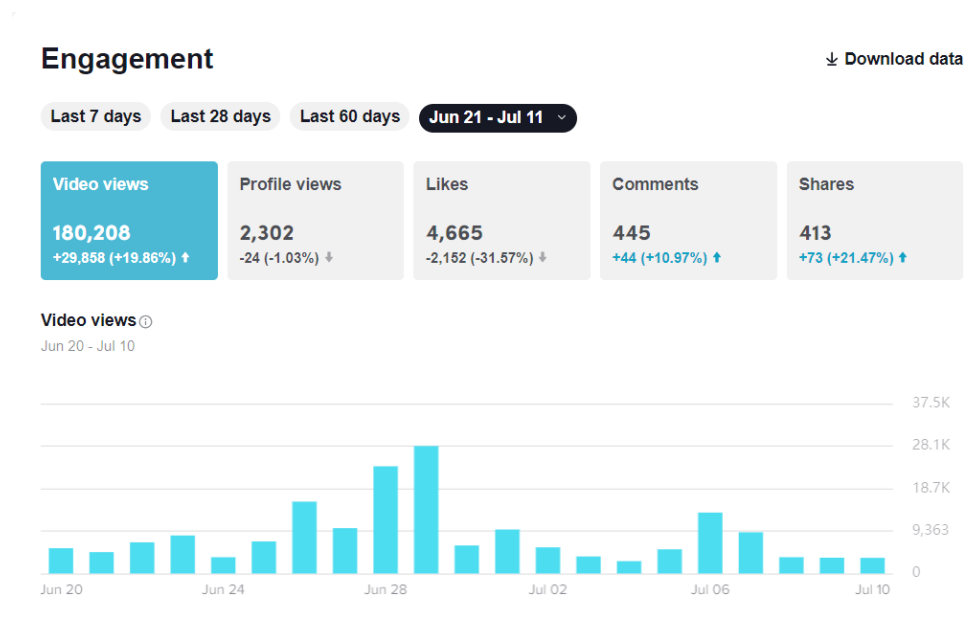 Engagement
Download data
Last 7 days Last 28 days Last 60 days Jun 21 - Jul 11
Video views Profile views Likes Comments Shares
180,208 2,302 4,665 445 413
+29,858 (+19.86%) -24 (-1.03%) -2,152 (-31.57%) +44 (+10.97%) +73 (+21.47%)
Video views
Jun 20 - Jul 10
37.5K
28.1K
18.7K
9,363
0
Jun 20 Jun 24 Jun 28 Jul 02 Jul 06 Jul 10